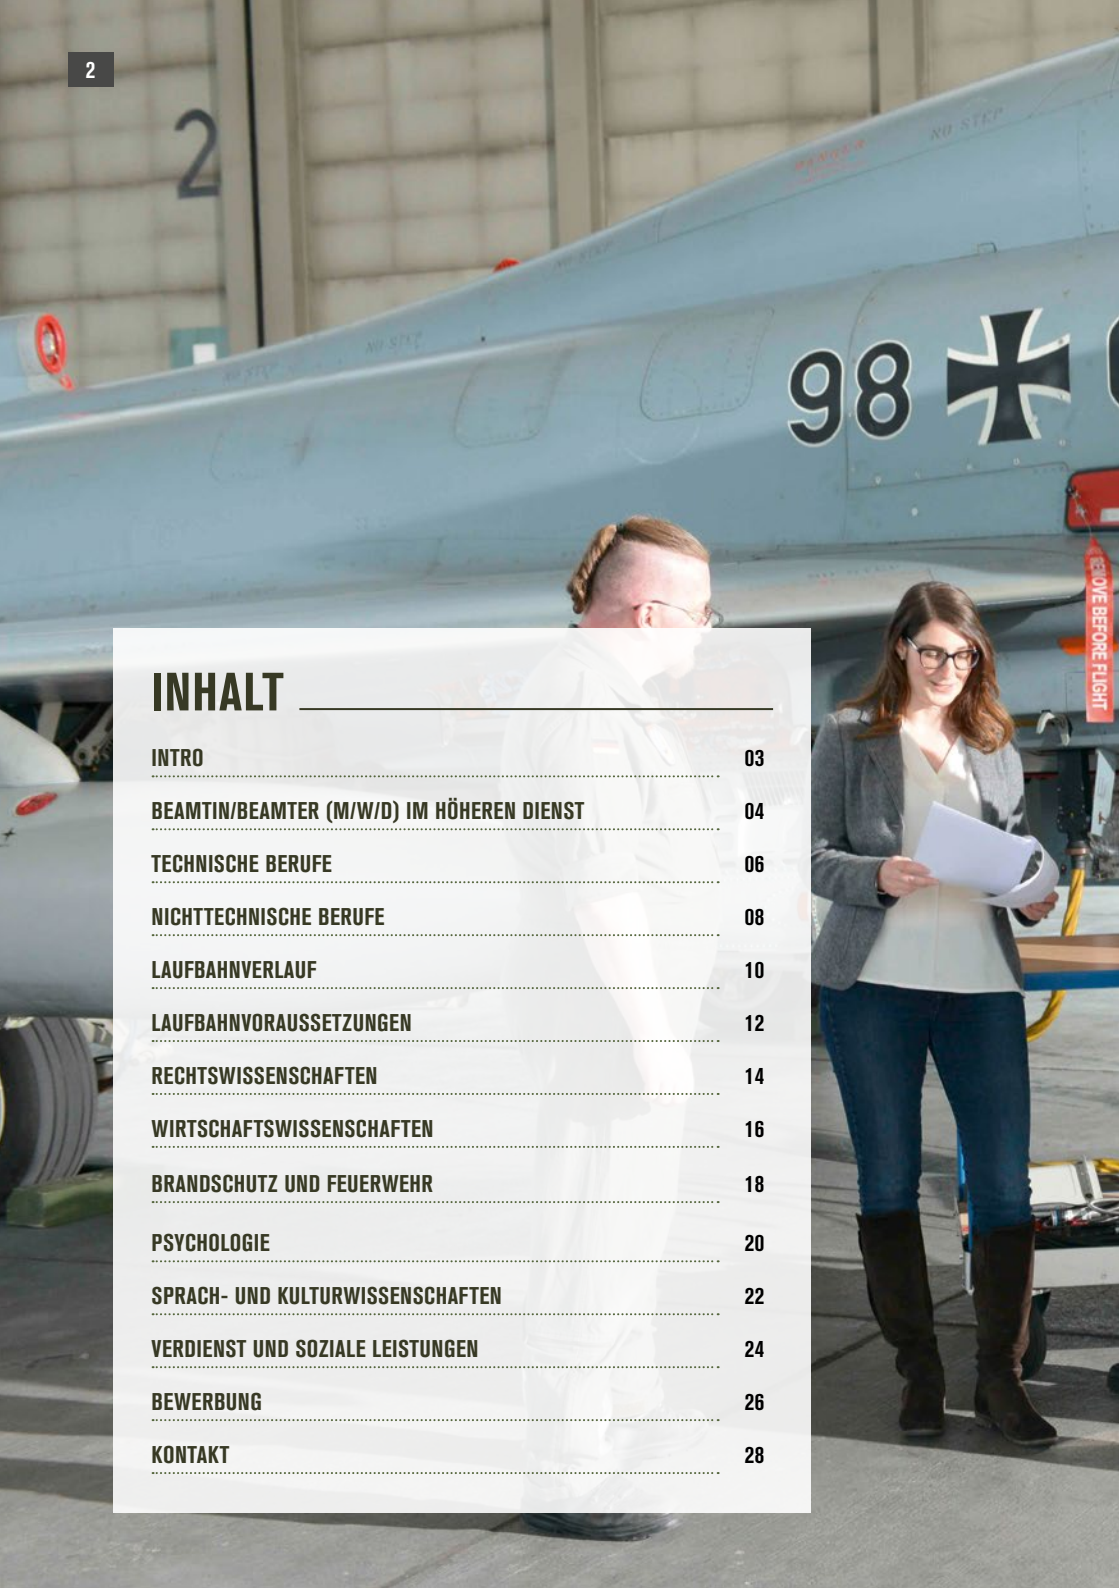 2
2
NO STEP
DANGER
NO STEP
NO STEP
NO STEP
98
REMOVE BEFORE FLIGHT
INHALT
INTRO 03
BEAMTIN/BEAMTER (M/W/D) IM HÖHEREN DIENST 04
TECHNISCHE BERUFE 06
NICHTTECHNISCHE BERUFE 08
LAUFBAHNVERLAUF 10
LAUFBAHNVORAUSSETZUNGEN 12
RECHTSWISSENSCHAFTEN 14
WIRTSCHAFTSWISSENSCHAFTEN 16
BRANDSCHUTZ UND FEUERWEHR 18
PSYCHOLOGIE 20
SPRACH- UND KULTURWISSENSCHAFTEN 22
VERDIENST UND SOZIALE LEISTUNGEN 24
BEWERBUNG 26
KONTAKT 28